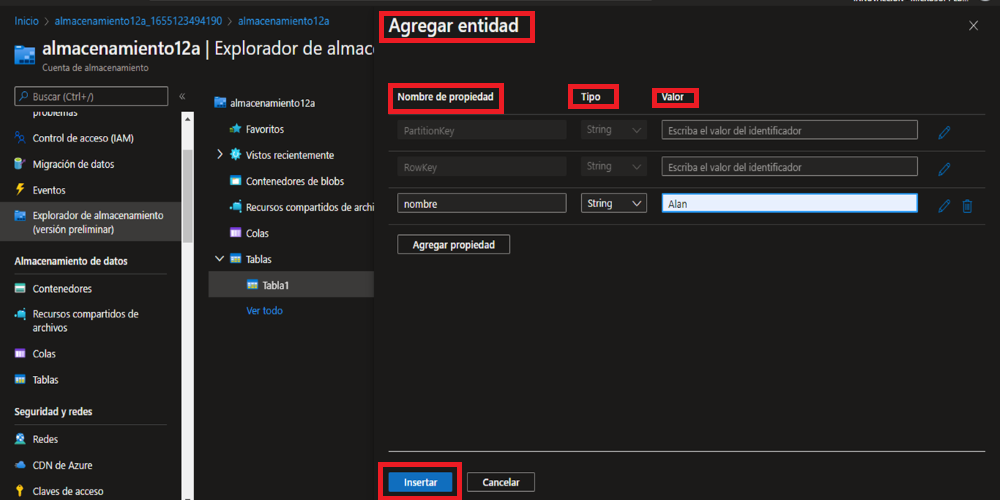 Inicio > almacenamiento12a_1655123494190 > almacenamiento12a
almacenamiento12a | Explorador de almace
Cuenta de almacenamiento
Buscar (Ctrl+/)
«
problemas
Control de acceso (IAM)
Migración de datos
Eventos
Explorador de almacenamiento
(versión preliminar)
Almacenamiento de datos
Contenedores
Recursos compartidos de
archivos
Colas
Tablas
Seguridad y redes
Redes
CDN de Azure
Claves de acceso
almacenamiento12a
Favoritos
Vistos recientemente
Contenedores de blobs
Recursos compartidos de archi
Colas
Tablas
Tabla1
Ver todo
Agregar entidad
Nombre de propiedad Tipo Valor
PartitionKey String Escriba el valor del identificador
RowKey String Escriba el valor del identificador
nombre String Alan
Agregar propiedad
Insertar Cancelar